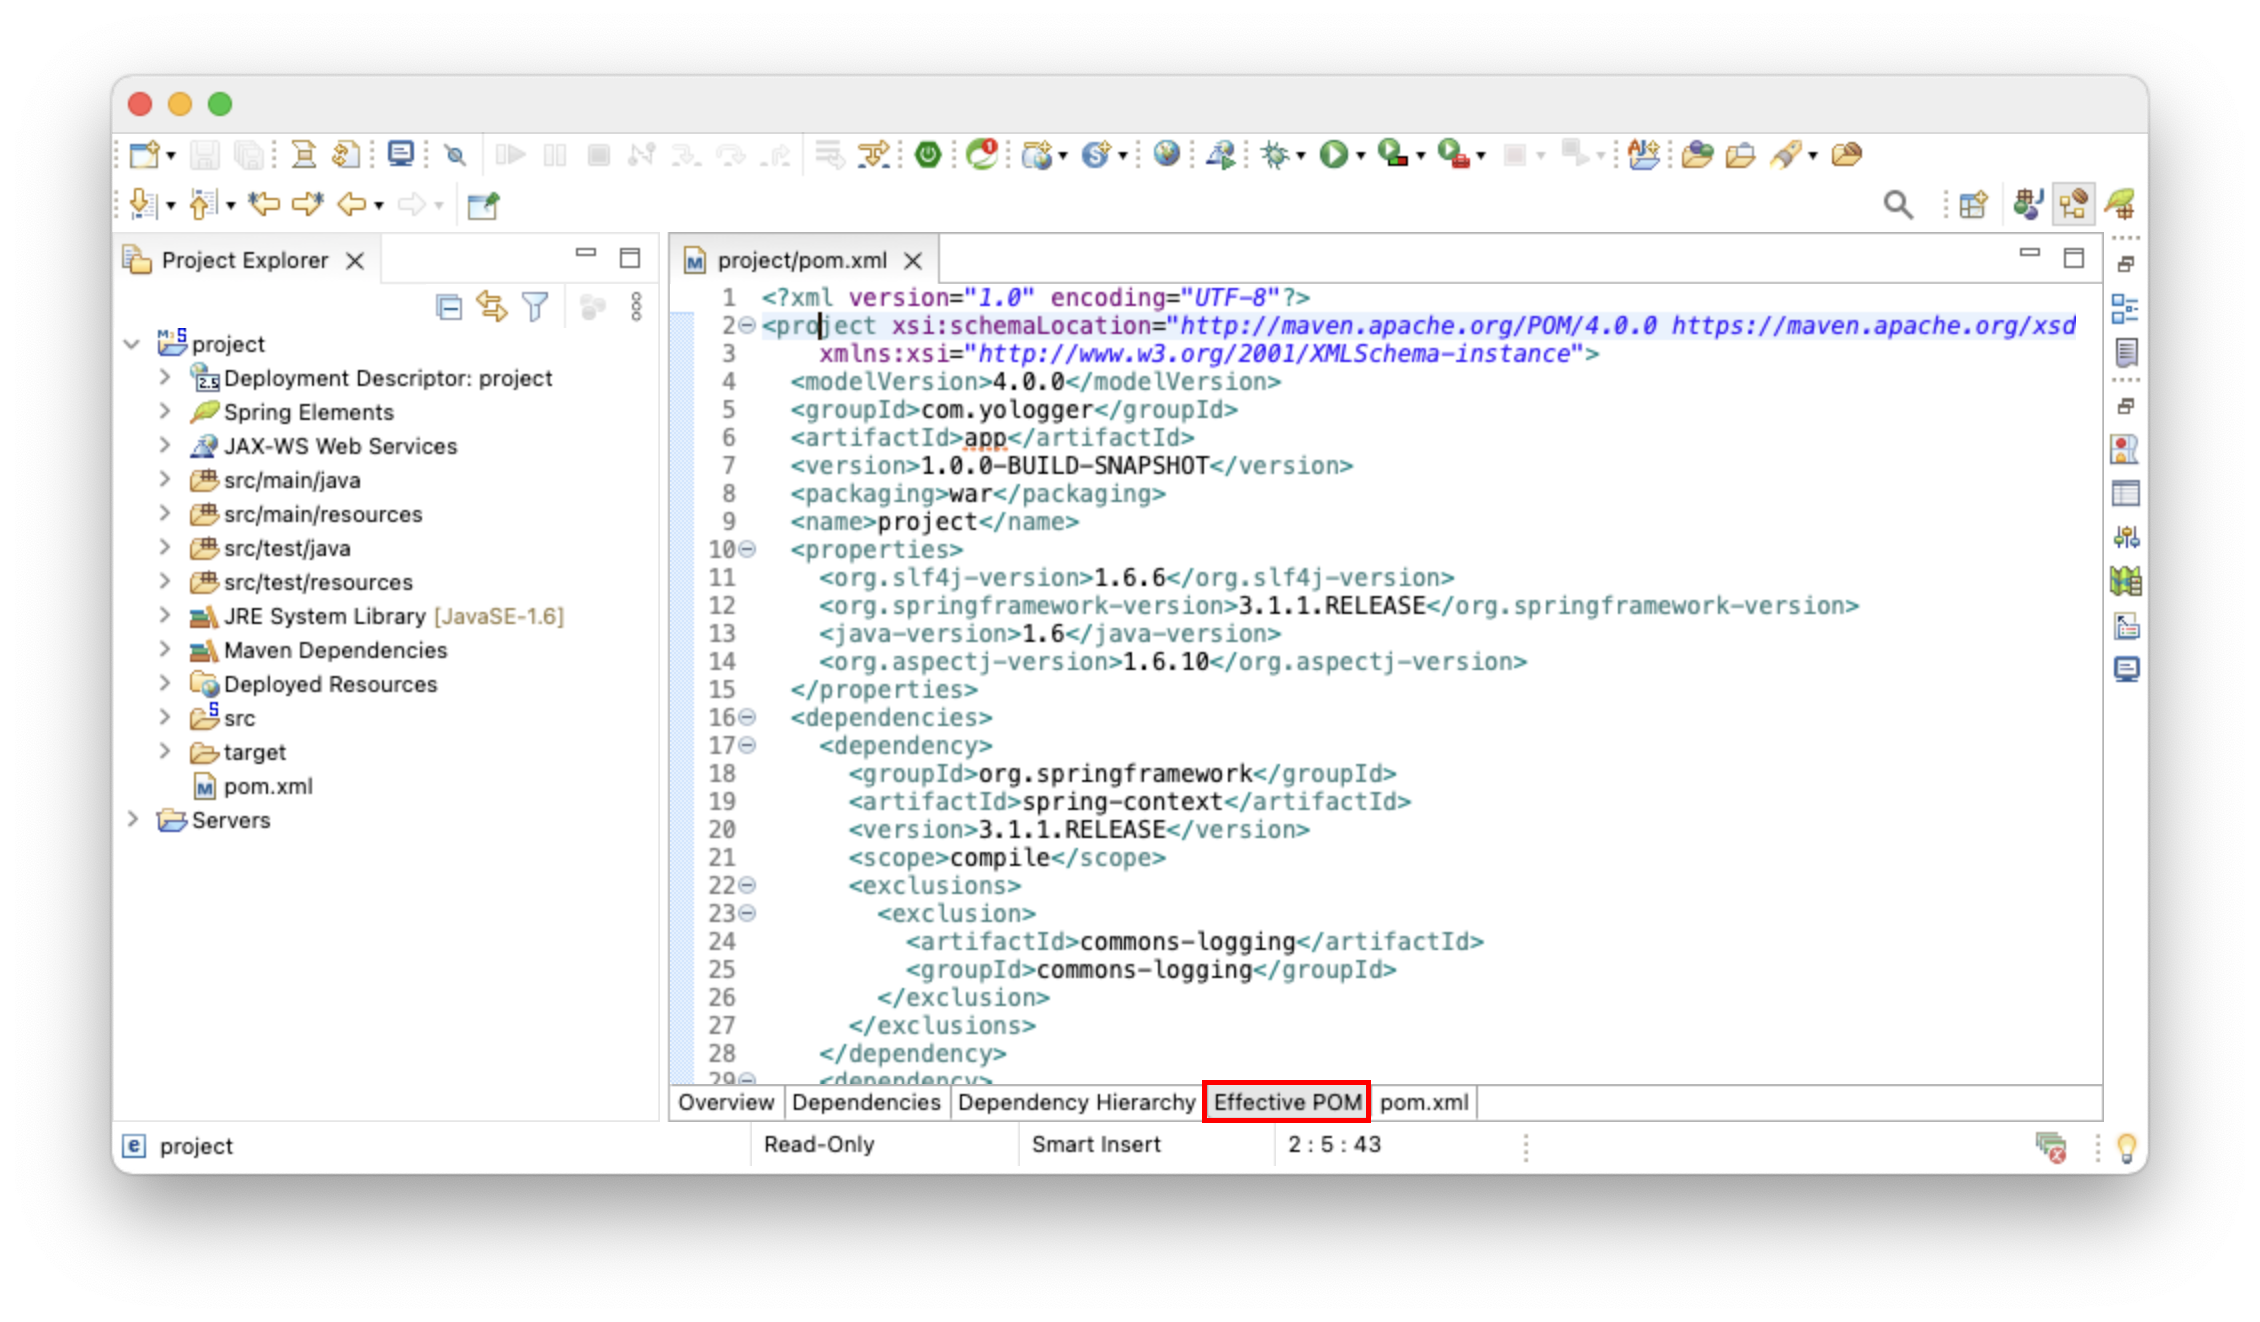 Project Explorer
project
Deployment Descriptor: project
Spring Elements
JAX-WS Web Services
src/main/java
src/main/resources
src/test/java
src/test/resources
JRE System Library [JavaSE-1.6]
Maven Dependencies
Deployed Resources
src
target
pom.xml
Servers
project/pom.xml
1 <?xml version="1.0" encoding="UTF-8"?>
2 <project xsi:schemaLocation="http://maven.apache.org/POM/4.0.0 https://maven.apache.org/xsd
3 xmlns:xsi="http://www.w3.org/2001/XMLSchema-instance">
4 <modelVersion>4.0.0</modelVersion>
5 <groupId>com.yologger</groupId>
6 <artifactId>app</artifactId>
7 <version>1.0.0-BUILD-SNAPSHOT</version>
8 <packaging>war</packaging>
9 <name>project</name>
10 <properties>
11 <org.slf4j-version>1.6.6</org.slf4j-version>
12 <org.springframework-version>3.1.1.RELEASE</org.springframework-version>
13 <java-version>1.6</java-version>
14 <org.aspectj-version>1.6.10</org.aspectj-version>
15 </properties>
16 <dependencies>
17 <dependency>
18 <groupId>org.springframework</groupId>
19 <artifactId>spring-context</artifactId>
20 <version>3.1.1.RELEASE</version>
21 <scope>compile</scope>
22 <exclusions>
23 <exclusion>
24 <artifactId>commons-logging</artifactId>
25 <groupId>commons-logging</groupId>
26 </exclusion>
27 </exclusions>
28 </dependency>
29 <dependency>
Overview Dependencies Dependency Hierarchy Effective POM pom.xml
project Read-Only Smart Insert 2 : 5 : 43